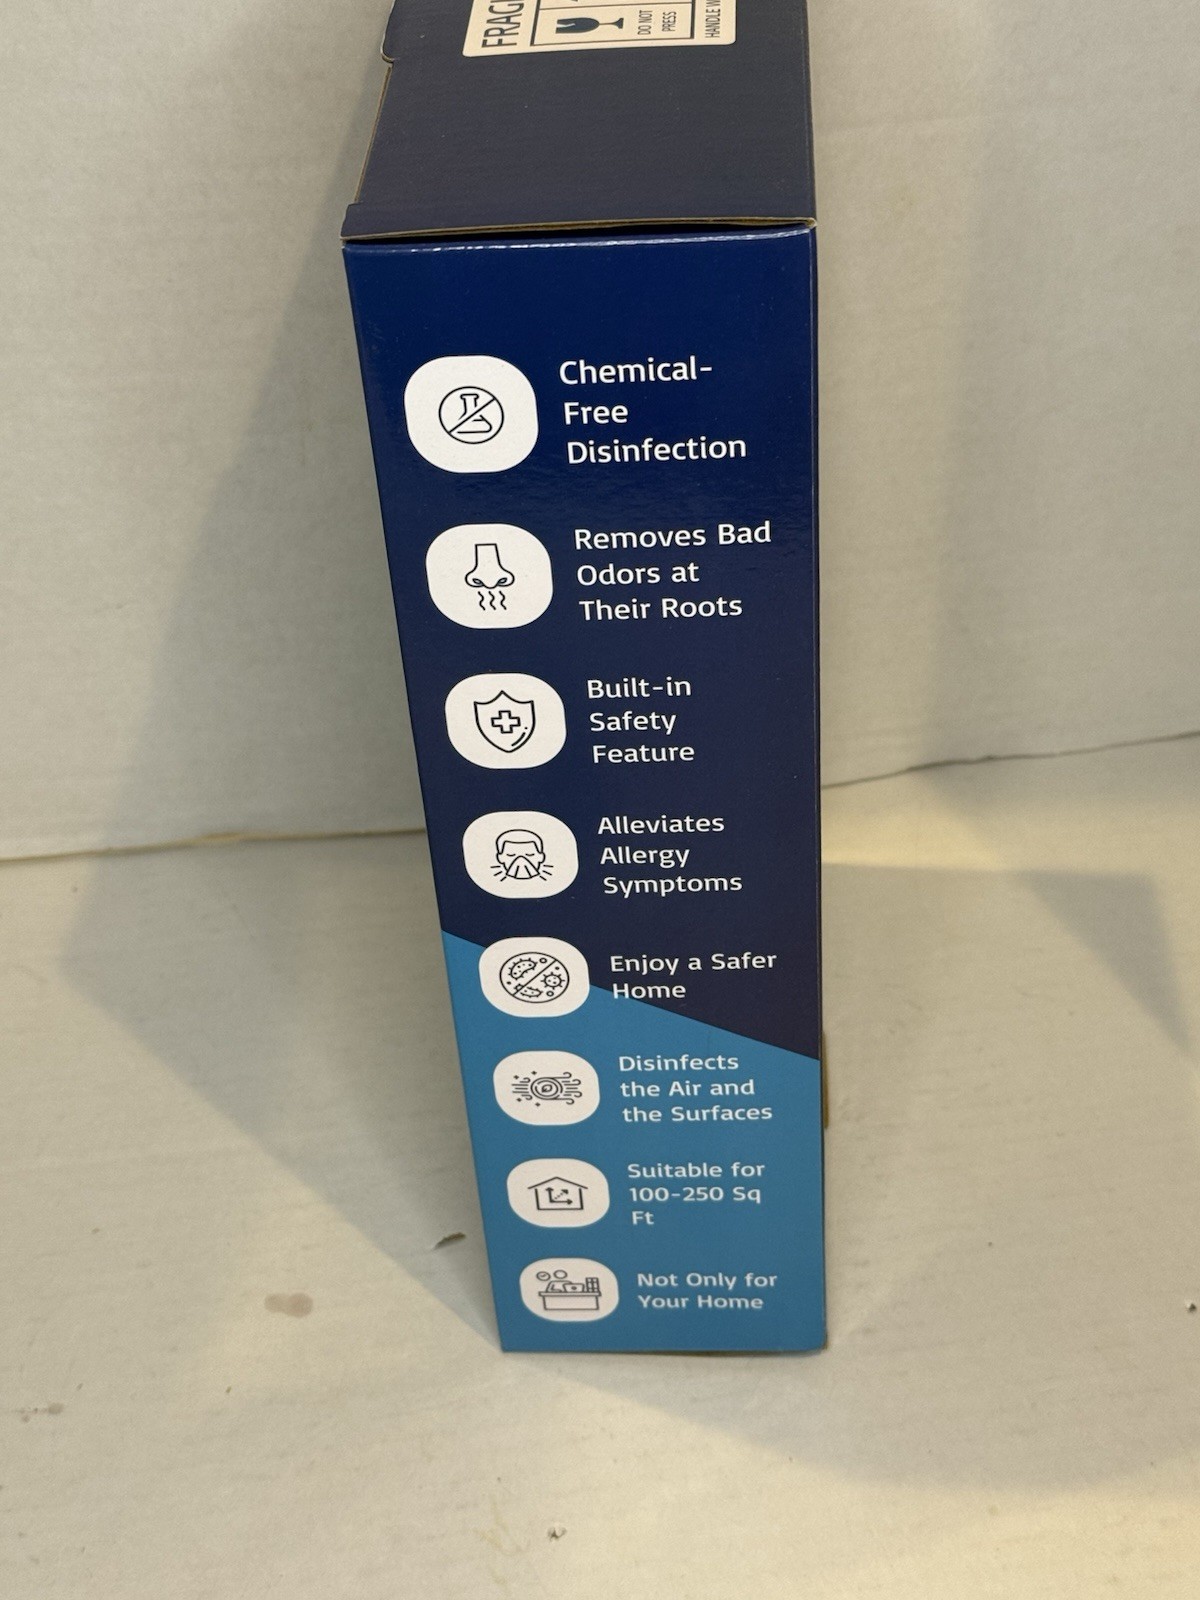 DO NOT
PRESS
Chemical-
Free
Disinfection
Removes Bad
Odors at
Their Roots
Built-in
Safety
Feature
Alleviates
Allergy
Symptoms
Enjoy a Safer
Home
Disinfects
the Air and
the Surfaces
Suitable for
100-250 Sq
Ft
Not Only for
Your Home